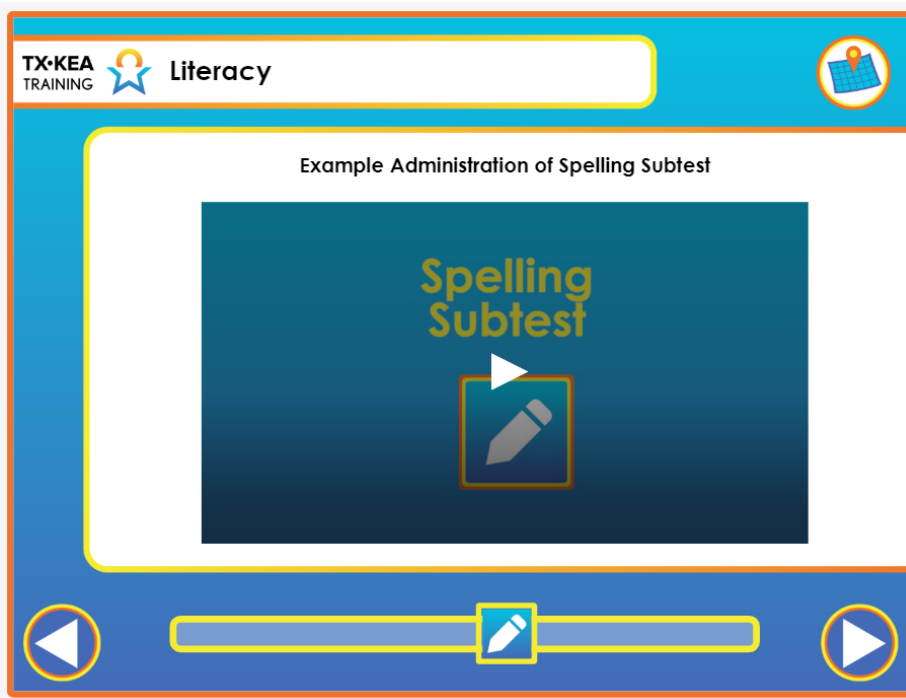 TX•KEA
TRAINING
Literacy
Example Administration of Spelling Subtest
Spelling
Subtest